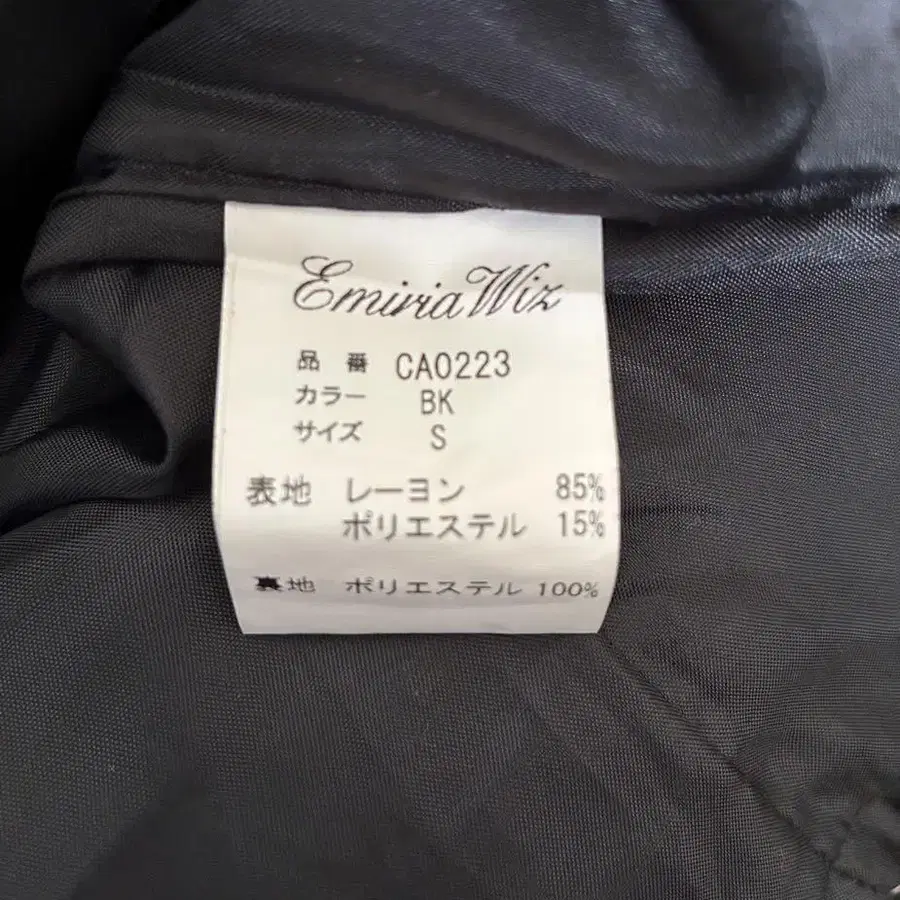 EmiriaWiz
品番 CA0223
カラー BK
サイズ S
表地 レーヨン 85%
ポリエステル 15%
裏地 ポリエステル 100%